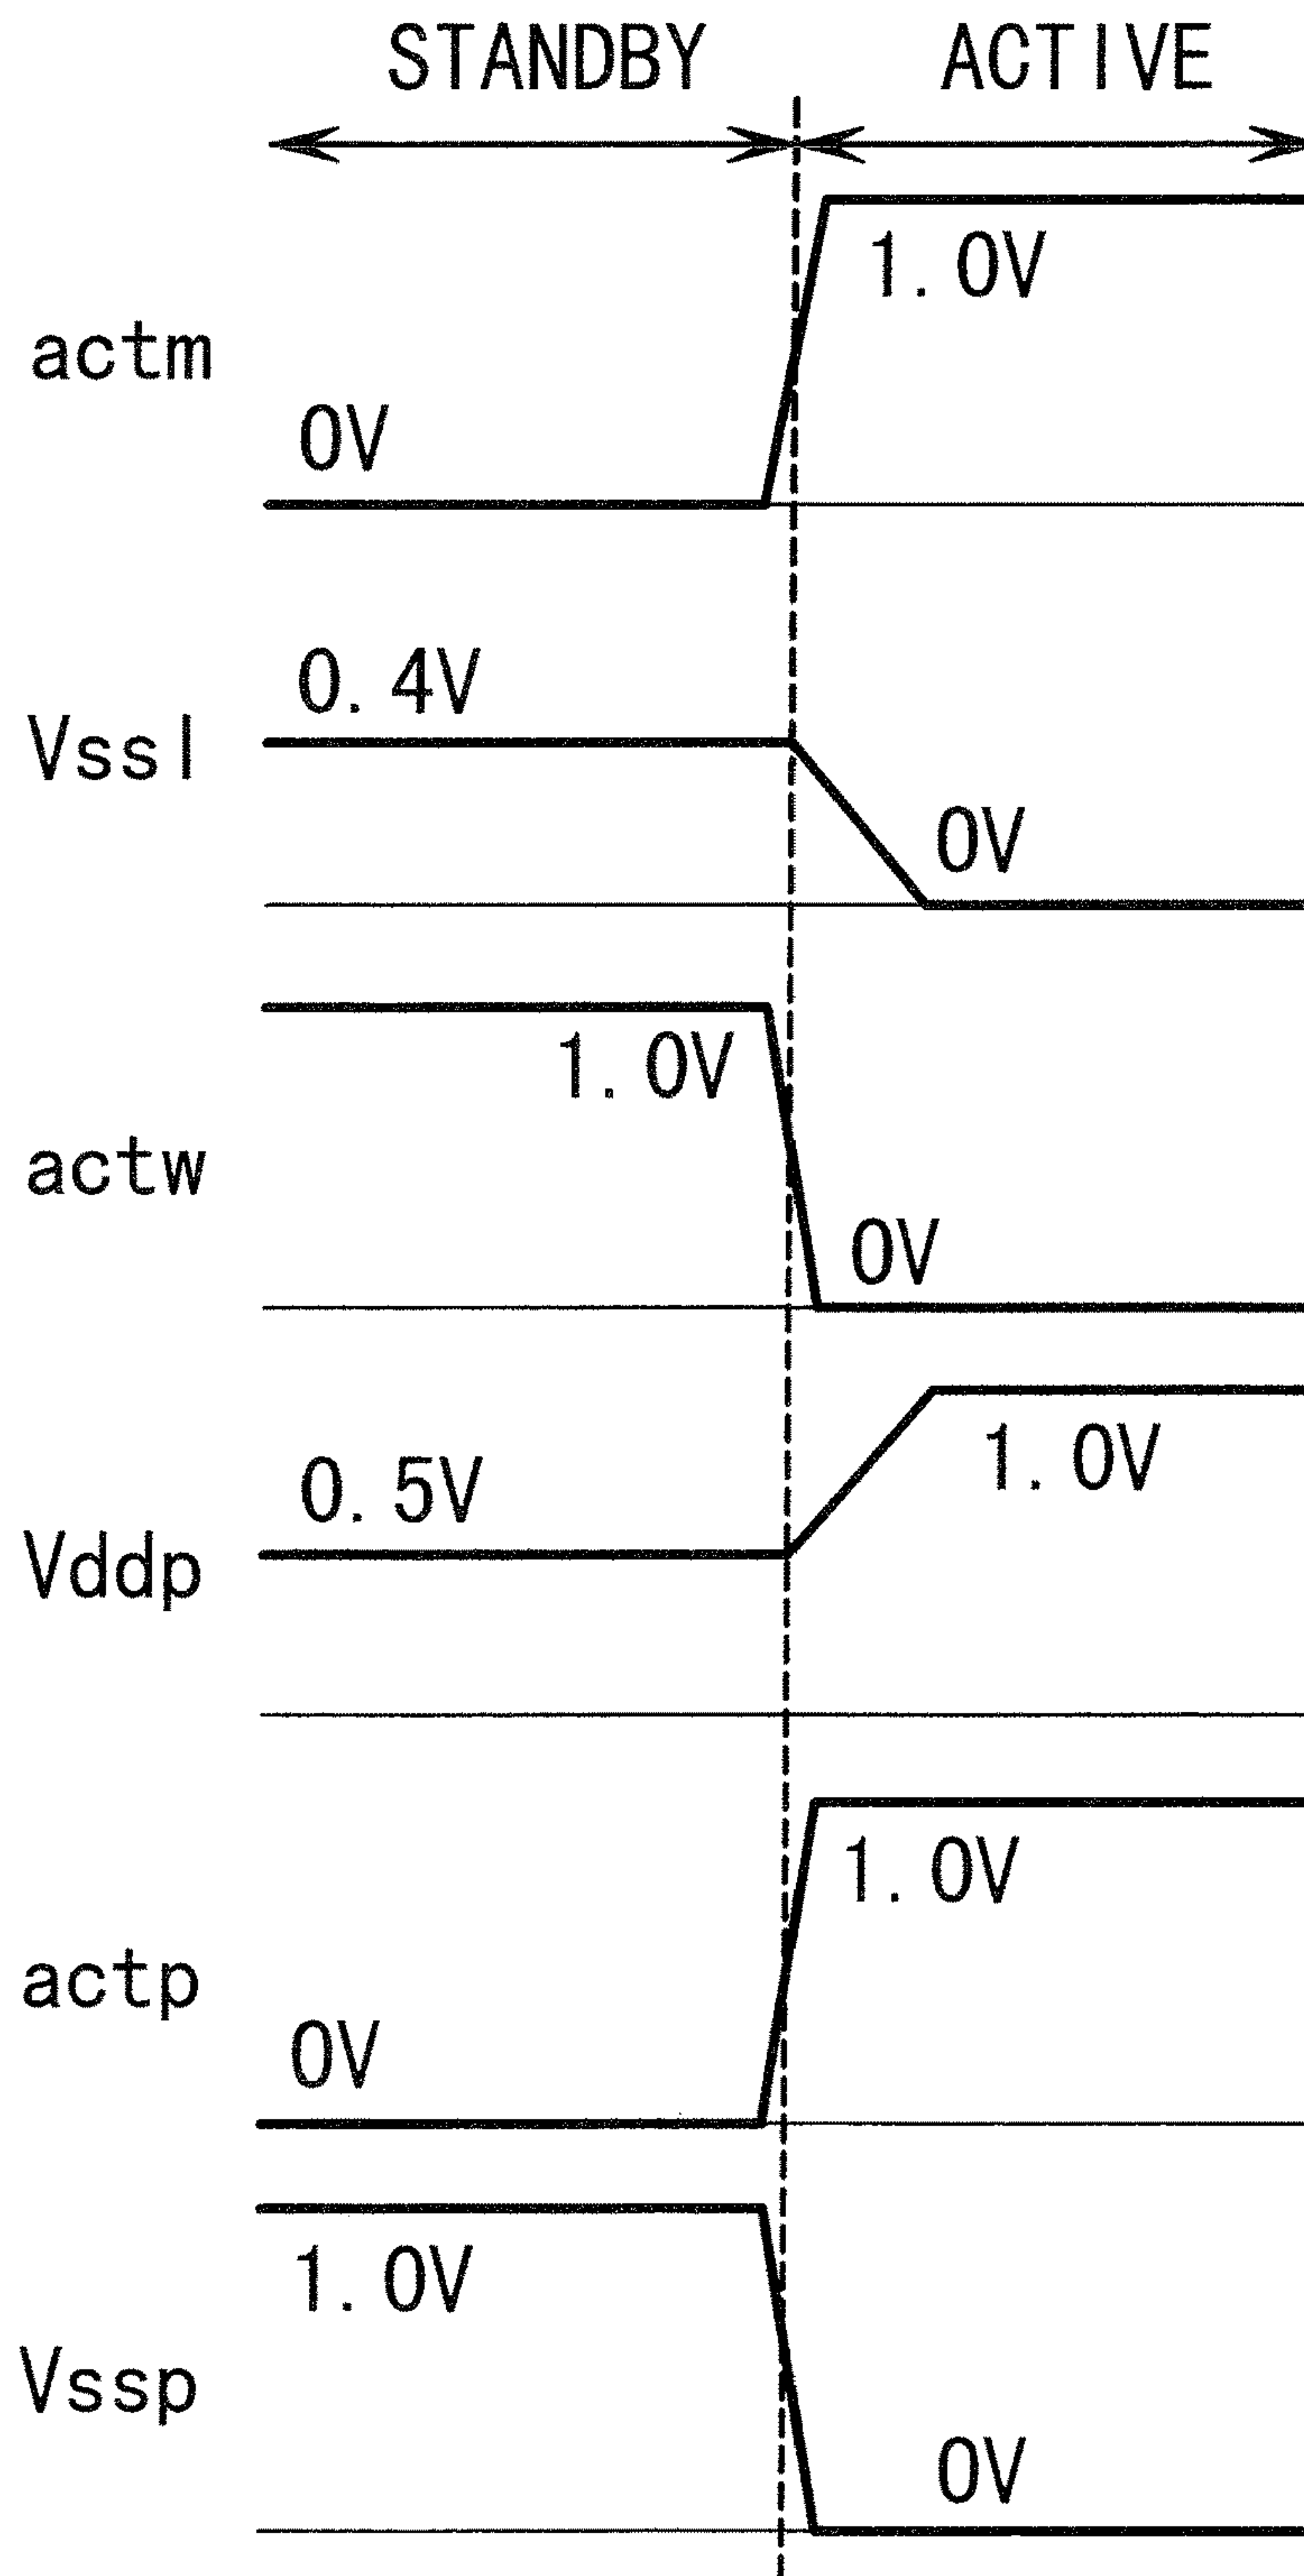 STANDBY ACTIVE
1.0V
actm
0V
0.4V
Vssl
0V
1.0V
actw
0V
1.0V
0.5V
Vddp
1.0V
actp
0V
1.0V
Vssp
0V